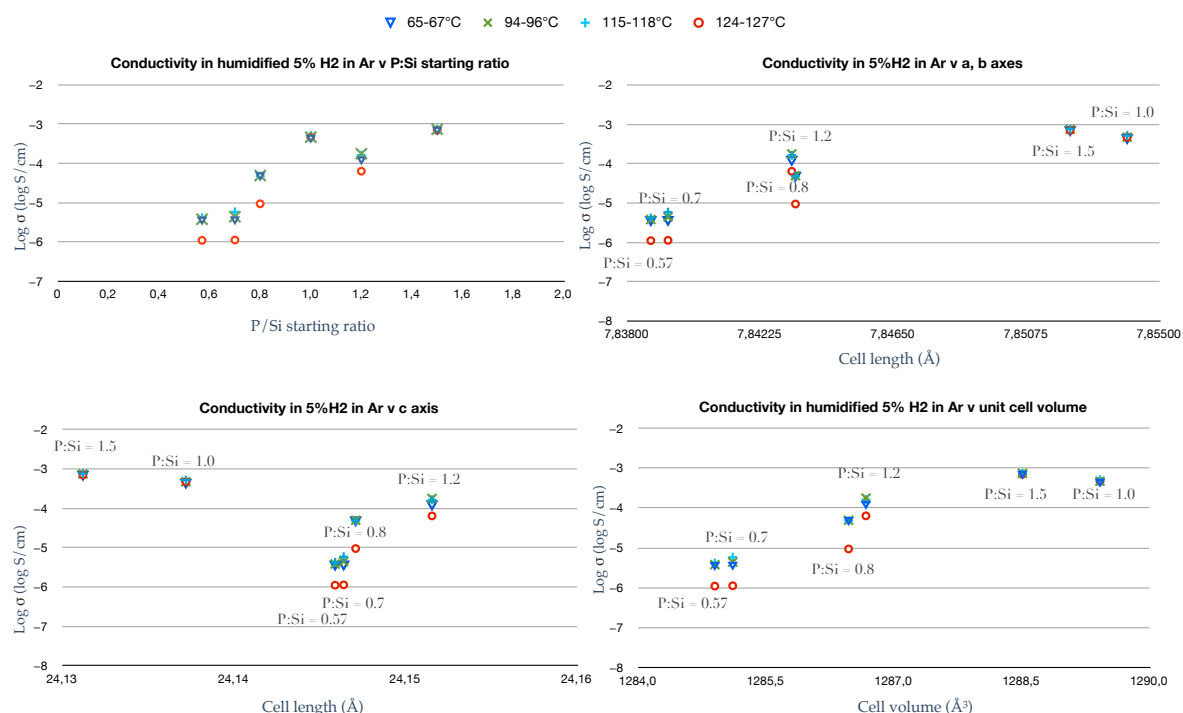 65-67°C 94-96°C 115-118°C 124-127°C
Conductivity in humidified 5% H2 in Ar v P:Si starting ratio
Log σ (log S/cm)
−2
−3
−4
−5
−6
−7
0 0,2 0,4 0,6 0,8 1,0 1,2 1,4 1,6 1,8 2,0
P/Si starting ratio
Conductivity in 5%H2 in Ar v a, b axes
Log σ (log S/cm)
−2
−3
−4
−5
−6
−7
−8
P:Si = 1.0
P:Si = 1.2
P:Si = 1.5
P:Si = 0.8
P:Si = 0.7
P:Si = 0.57
7,83800 7,84225 7,84650 7,85075 7,85500
Cell length (Å)
Conductivity in 5%H2 in Ar v c axis
Log σ (log S/cm)
−2
−3
−4
−5
−6
−7
−8
P:Si = 1.5
P:Si = 1.0
P:Si = 1.2
P:Si = 0.8
P:Si = 0.7
P:Si = 0.57
24,13 24,14 24,15 24,16
Cell length (Å)
Conductivity in humidified 5% H2 in Ar v unit cell volume
Log σ (log S/cm)
−2
−3
−4
−5
−6
−7
−8
P:Si = 1.2
P:Si = 1.5 P:Si = 1.0
P:Si = 0.7
P:Si = 0.8
P:Si = 0.57
1284,0 1285,5 1287,0 1288,5 1290,0
Cell volume (Å³)